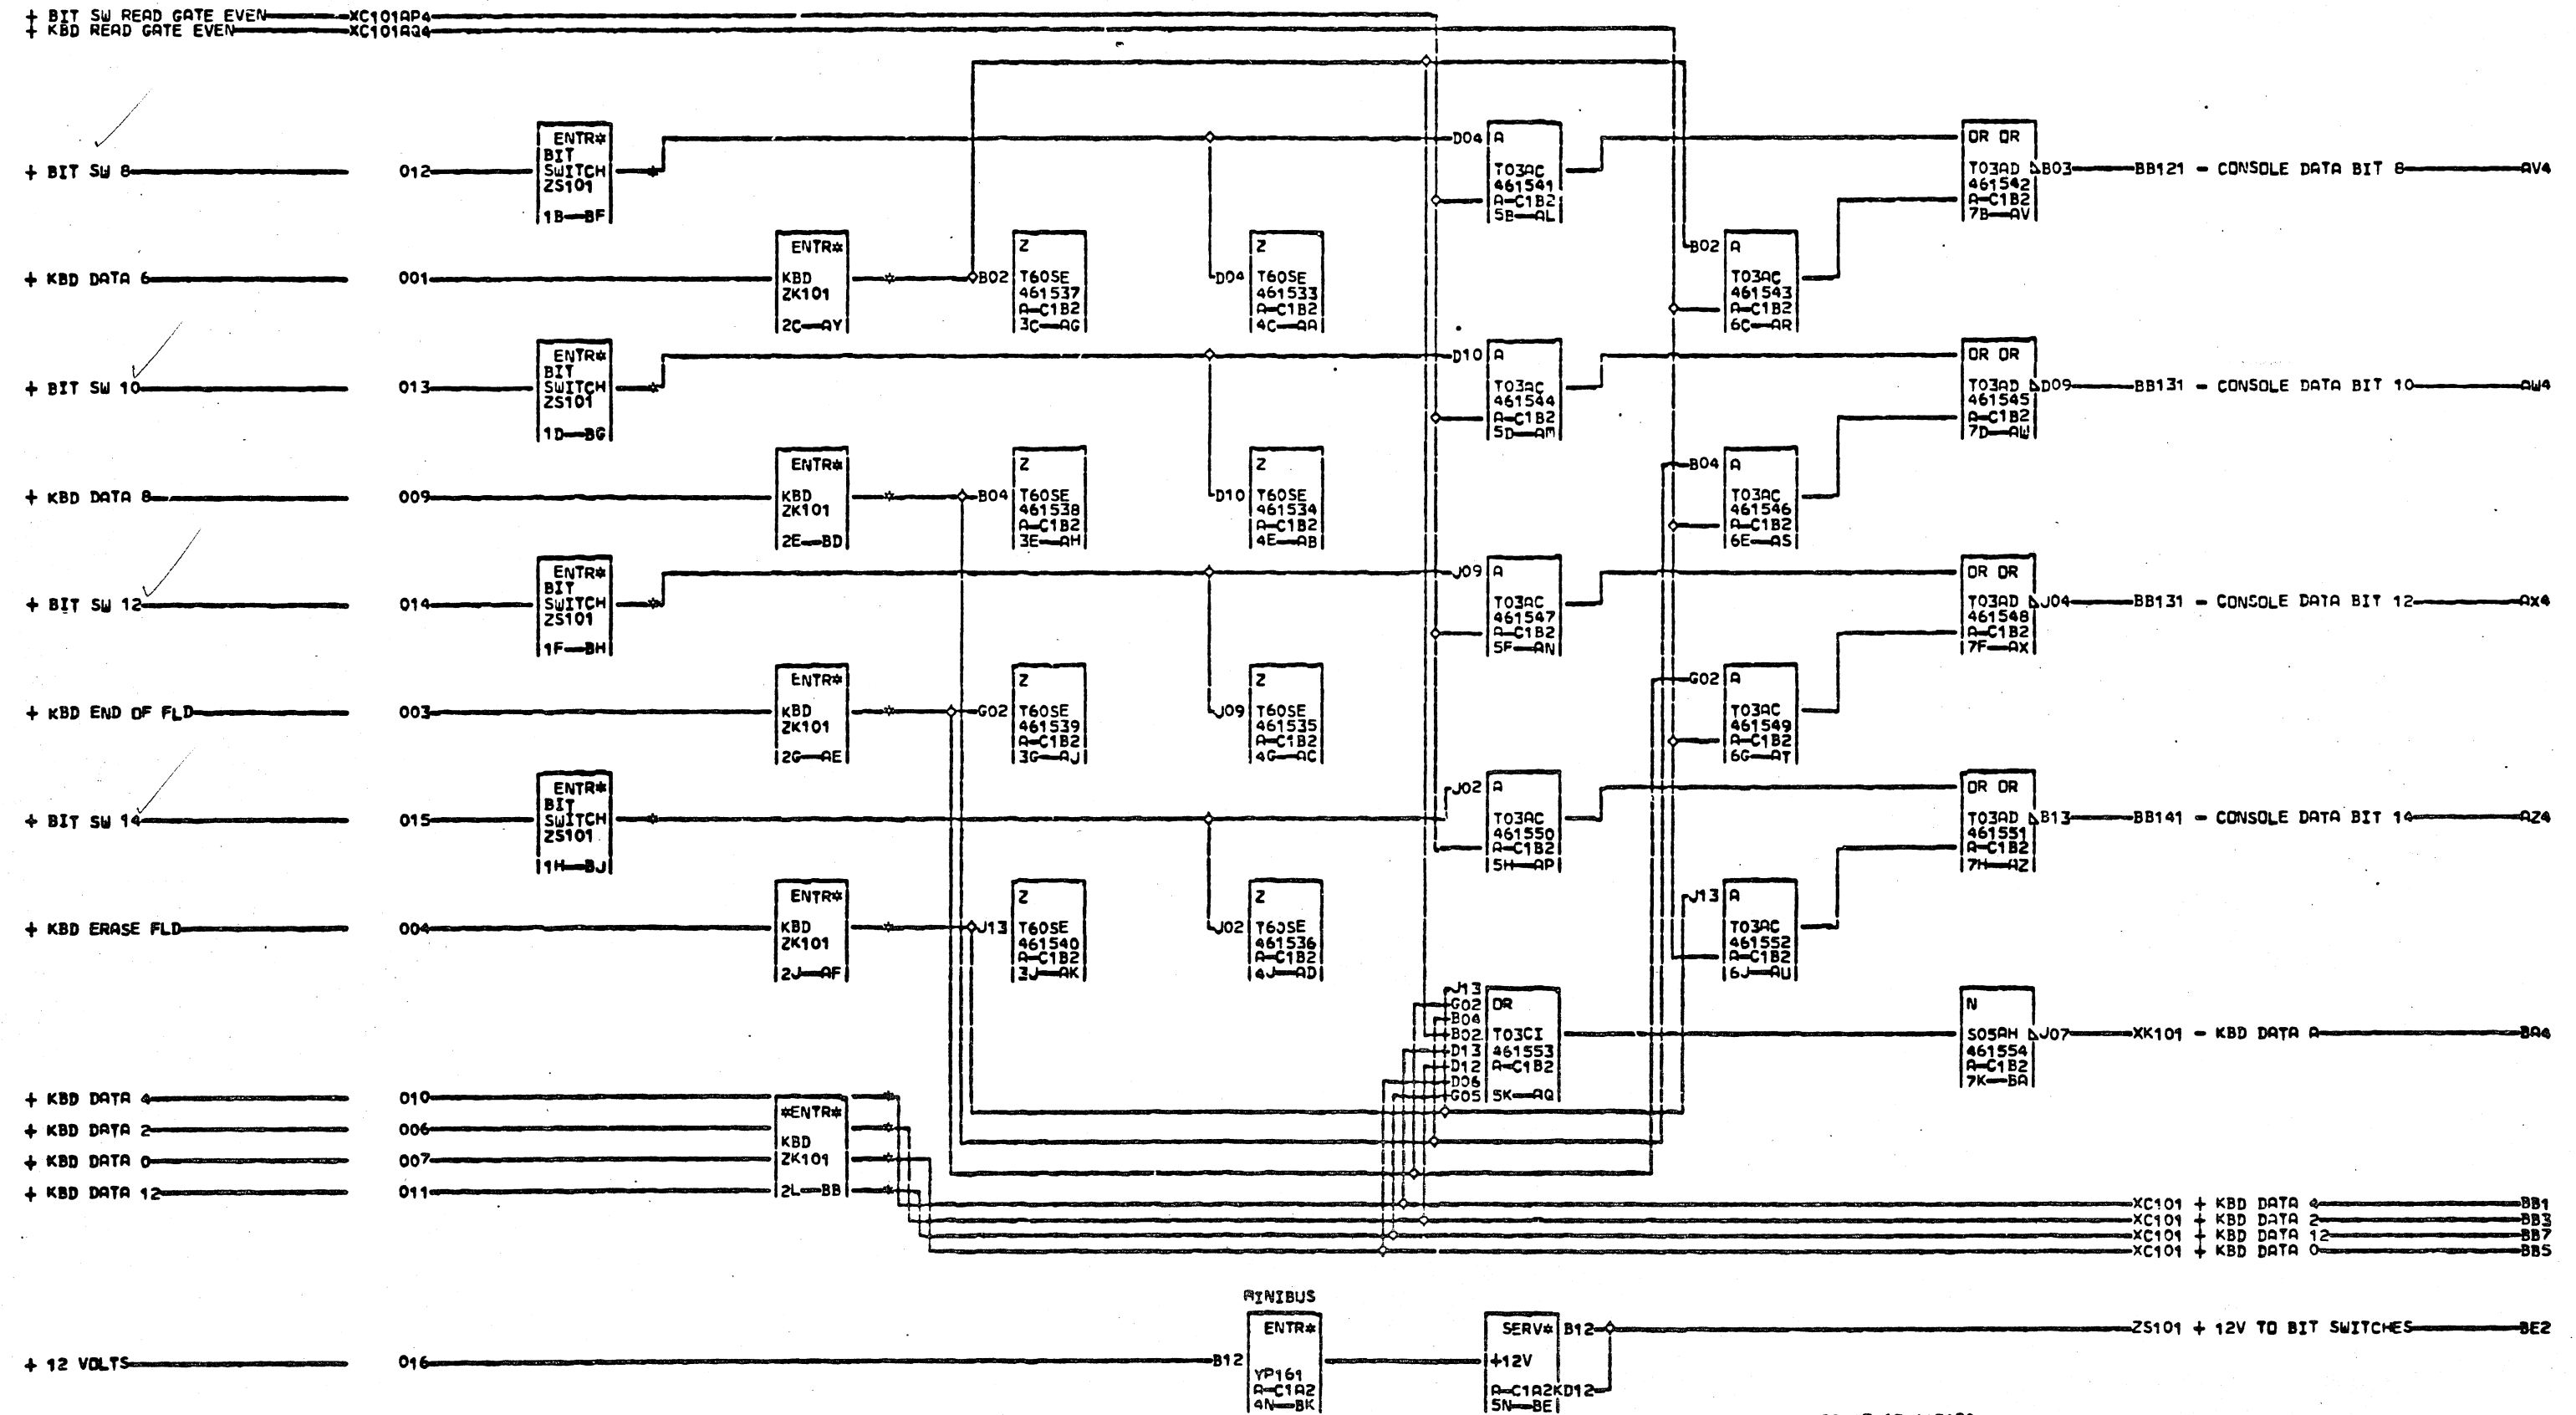 + BIT SW READ GATE EVEN XC101AP4
+ KBD READ GATE EVEN XC101AQ4
+ BIT SW 8 012
ENTR*
BIT
SWITCH
ZS101
1B BF
D04 A
T03AC
461541
A-C1B2
5B AL
OR OR
T03AD B03 BB121 - CONSOLE DATA BIT 8 AV4
461542
A-C1B2
7B AV
+ KBD DATA 6 001
ENTR*
KBD
ZK101
2C AY
B02 Z
T60SE
461537
A-C1B2
3C AG
D04 Z
T60SE
461533
A-C1B2
4C AA
B02 A
T03AC
461543
A-C1B2
6C AR
+ BIT SW 10 013
ENTR*
BIT
SWITCH
ZS101
1D BG
D10 A
T03AC
461544
A-C1B2
5D AM
OR OR
T03AD D09 BB131 - CONSOLE DATA BIT 10 AW4
461545
A-C1B2
7D AW
+ KBD DATA 8 009
ENTR*
KBD
ZK101
2E BD
B04 Z
T60SE
461538
A-C1B2
3E AH
D10 Z
T60SE
461534
A-C1B2
4E AB
B04 A
T03AC
461546
A-C1B2
6E AS
+ BIT SW 12 014
ENTR*
BIT
SWITCH
ZS101
1F BH
J09 A
T03AC
461547
A-C1B2
5F AN
OR OR
T03AD J04 BB131 - CONSOLE DATA BIT 12 AX4
461548
A-C1B2
7F AX
+ KBD END OF FLD 003
ENTR*
KBD
ZK101
2G AE
G02 Z
T60SE
461539
A-C1B2
3G AJ
J09 Z
T60SE
461535
A-C1B2
4G AC
G02 A
T03AC
461549
A-C1B2
6G AT
+ BIT SW 14 015
ENTR*
BIT
SWITCH
ZS101
1H BJ
J02 A
T03AC
461550
A-C1B2
5H AP
OR OR
T03AD B13 BB141 - CONSOLE DATA BIT 14 AZ4
461551
A-C1B2
7H AZ
+ KBD ERASE FLD 004
ENTR*
KBD
ZK101
2J AF
J13 Z
T60SE
461540
A-C1B2
3J AK
J02 Z
T60SE
461536
A-C1B2
4J AD
J13 A
T03AC
461552
A-C1B2
6J AU
J13
G02 OR
B04
B02 T03CI
D13 461553
D12 A-C1B2
D06
G05 5K AQ
N
S05AH J07 XK101 - KBD DATA A BA4
461554
A-C1B2
7K BA
+ KBD DATA 4 010
+ KBD DATA 2 006
+ KBD DATA 0 007
+ KBD DATA 12 011
*ENTR*
KBD
ZK101
2L BB
XC101 + KBD DATA 4 BB1
XC101 + KBD DATA 2 BB3
XC101 + KBD DATA 12 BB7
XC101 + KBD DATA 0 BB5
MINIBUS
+ 12 VOLTS 016
B12 ENTR*
YP161
A-C1A2
4N BK
SERV* B12 ZS101 + 12V TO BIT SWITCHES BE2
+12V
A-C1A2KD12
5N BE